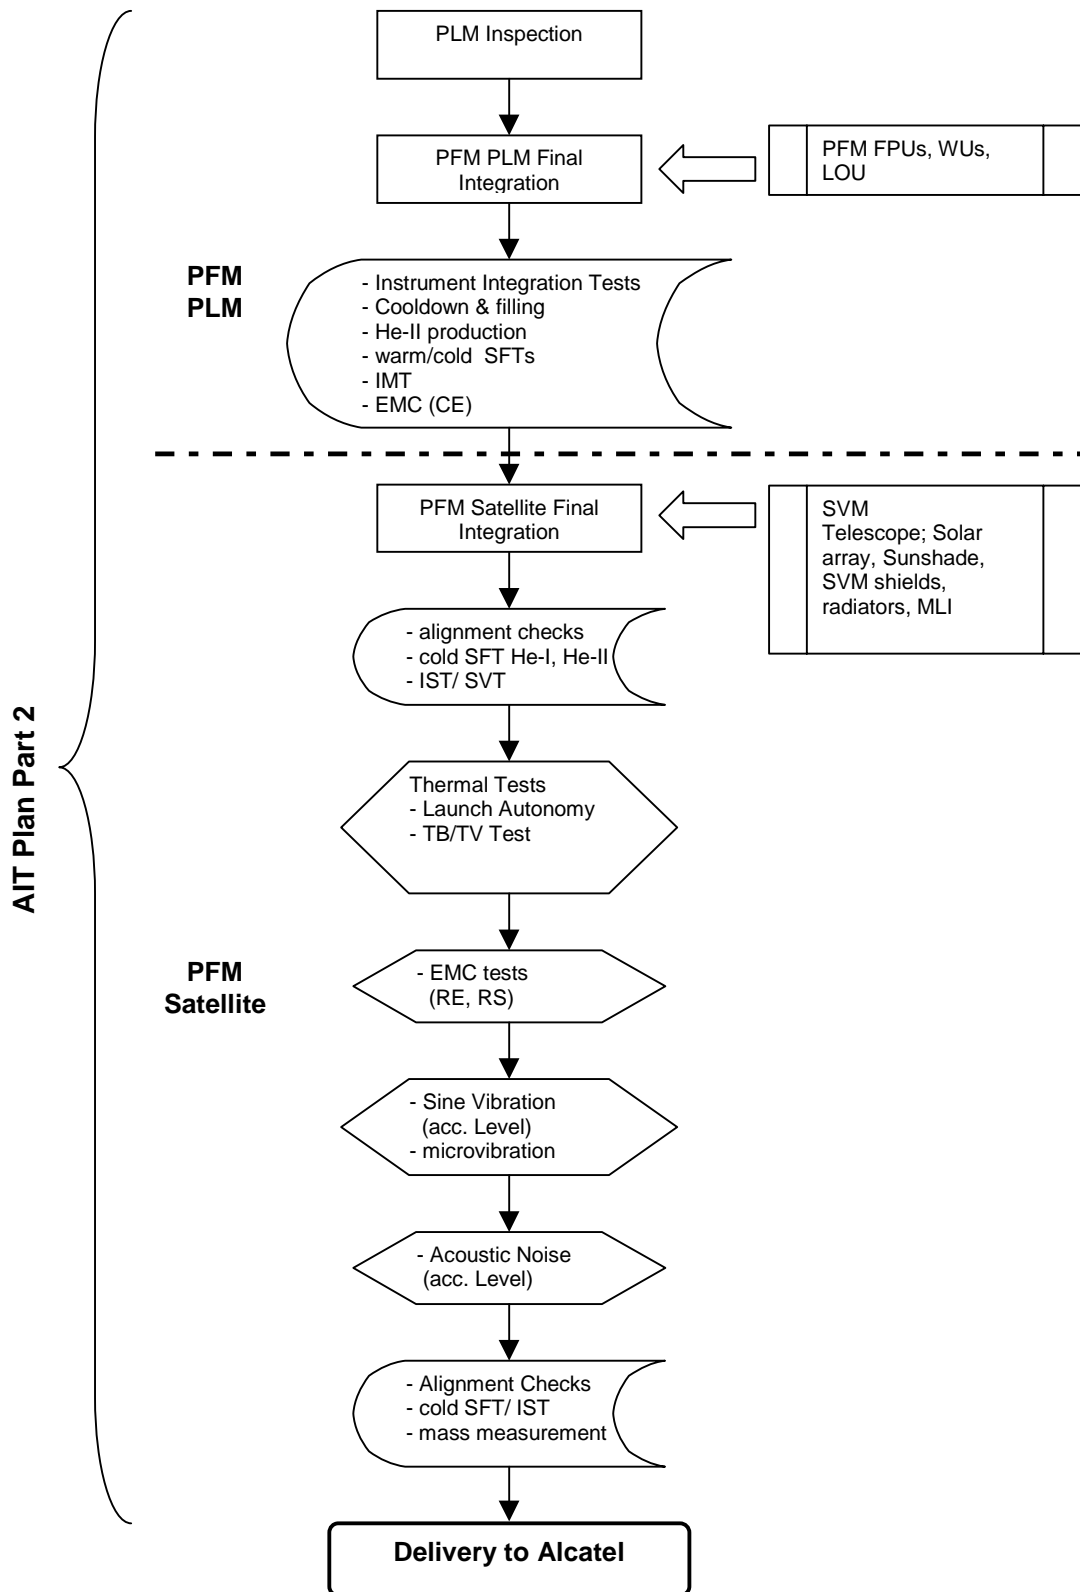 PLM Inspection
PFM PLM Final
Integration
PFM FPUs, WUs,
LOU
PFM
PLM
- Instrument Integration Tests
- Cooldown & filling
- He-II production
- warm/cold  SFTs
- IMT
- EMC (CE)
PFM Satellite Final
Integration
SVM
Telescope; Solar
array, Sunshade,
SVM shields,
radiators, MLI
- alignment checks
- cold SFT He-I, He-II
- IST/ SVT
AIT Plan Part 2
Thermal Tests
- Launch Autonomy
- TB/TV Test
PFM
Satellite
- EMC tests
(RE, RS)
- Sine Vibration
(acc. Level)
- microvibration
- Acoustic Noise
(acc. Level)
- Alignment Checks
- cold SFT/ IST
- mass measurement
Delivery to Alcatel